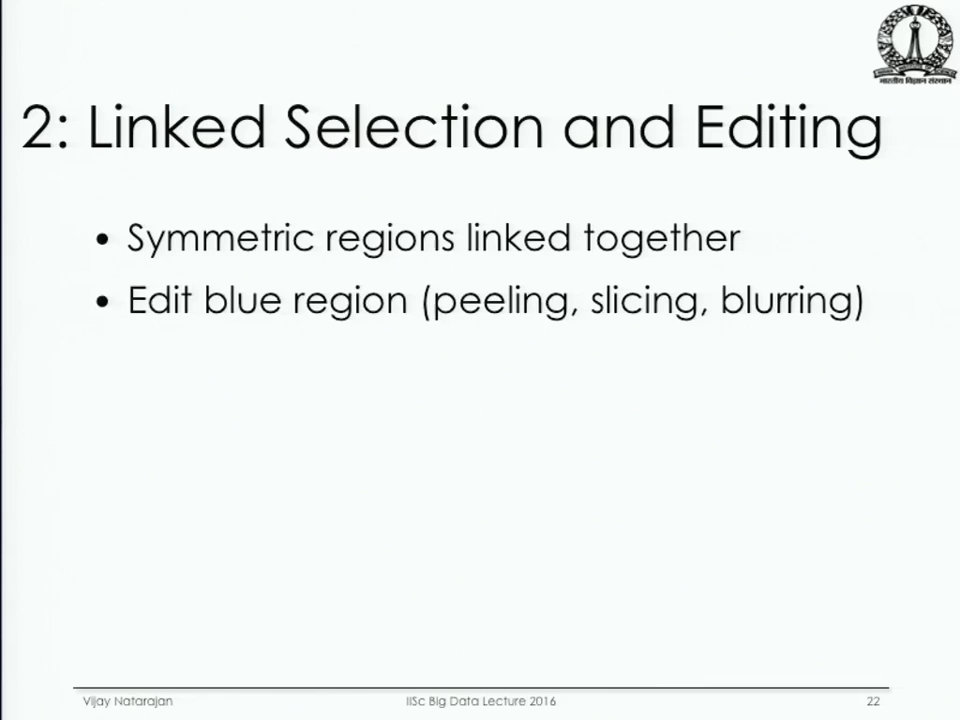 2: Linked Selection and Editing
• Symmetric regions linked together
• Edit blue region (peeling, slicing, blurring)
भारतीय विज्ञान संस्थान
Vijay Natarajan
IISc Big Data Lecture 2016
22